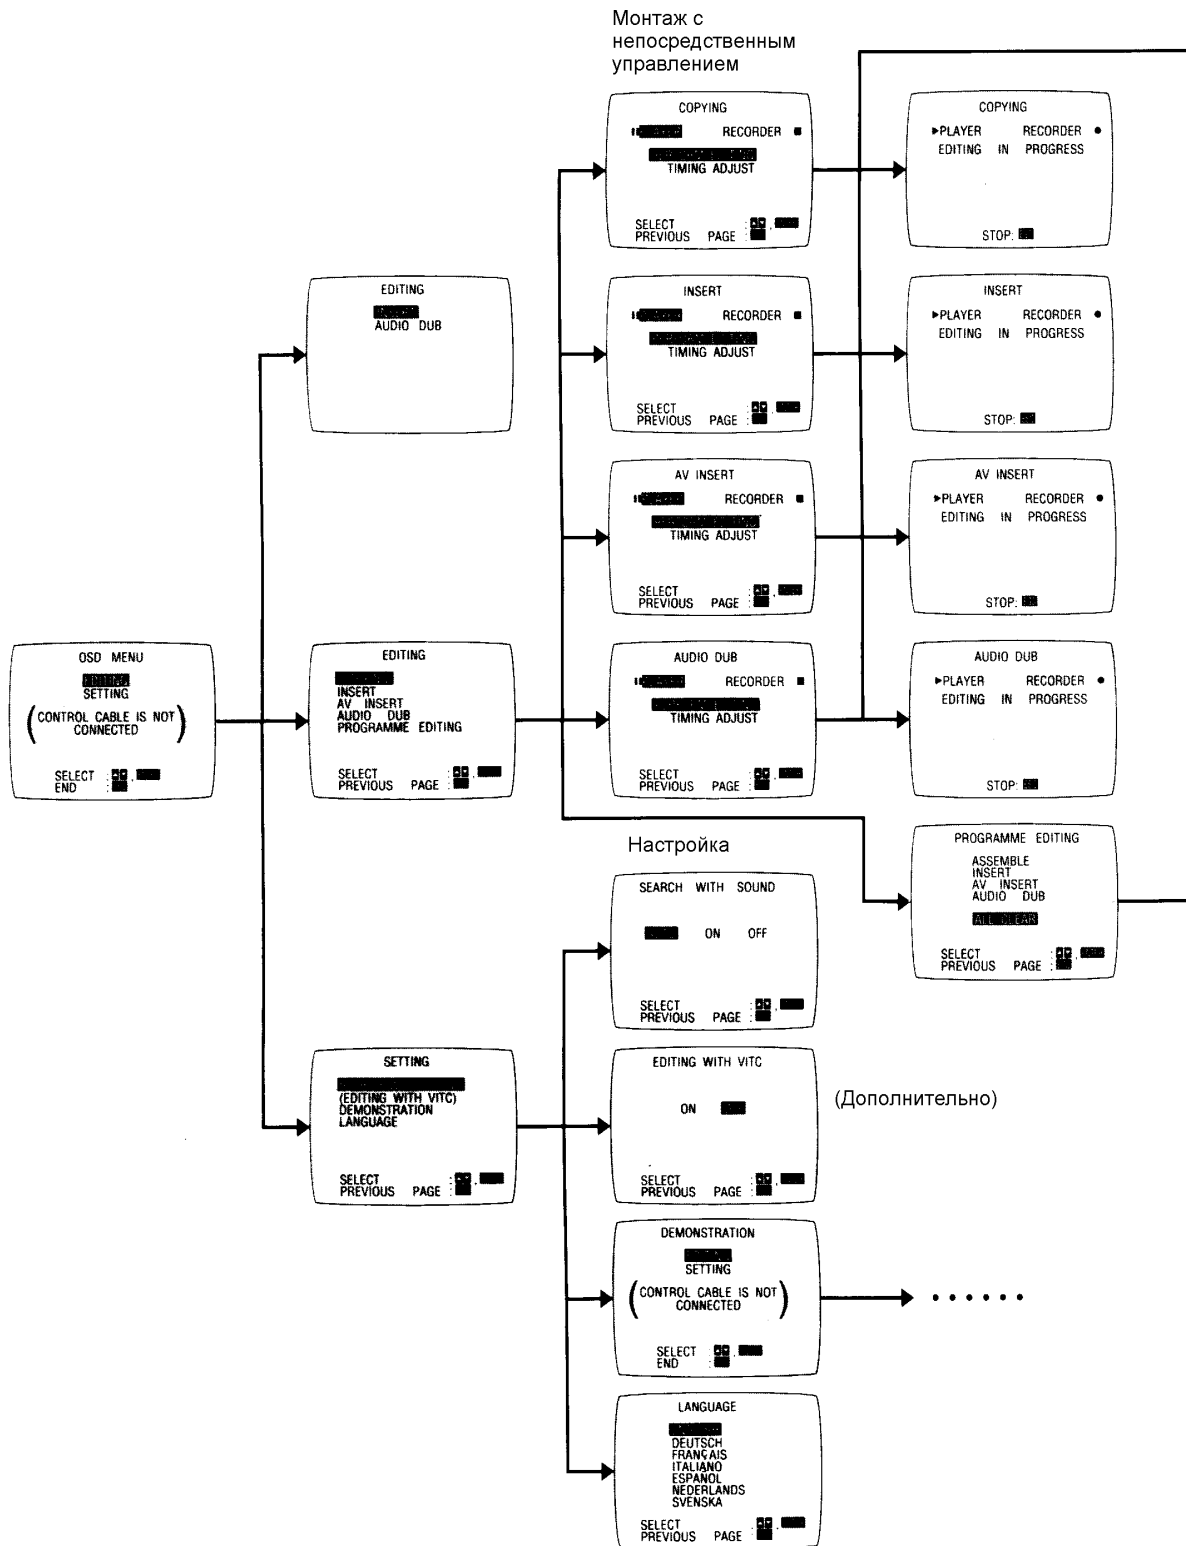 Монтаж с
непосредственным
управлением
COPYING
RECORDER
TIMING ADJUST
SELECT
PREVIOUS PAGE :
COPYING
PLAYER RECORDER
EDITING IN PROGRESS
STOP:
EDITING
AUDIO DUB
INSERT
RECORDER
TIMING ADJUST
SELECT
PREVIOUS PAGE :
INSERT
PLAYER RECORDER
EDITING IN PROGRESS
STOP:
AV INSERT
RECORDER
TIMING ADJUST
SELECT
PREVIOUS PAGE :
AV INSERT
PLAYER RECORDER
EDITING IN PROGRESS
STOP:
OSD MENU
SETTING
(CONTROL CABLE IS NOT
CONNECTED)
SELECT :
END :
EDITING
INSERT
AV INSERT
AUDIO DUB
PROGRAMME EDITING
SELECT :
PREVIOUS PAGE :
AUDIO DUB
RECORDER
TIMING ADJUST
SELECT :
PREVIOUS PAGE :
AUDIO DUB
PLAYER RECORDER
EDITING IN PROGRESS
STOP:
PROGRAMME EDITING
ASSEMBLE
INSERT
AV INSERT
AUDIO DUB
ALL CLEAR
SELECT :
PREVIOUS PAGE :
Настройка
SEARCH WITH SOUND
ON OFF
SELECT :
PREVIOUS PAGE :
SETTING
(EDITING WITH VITC)
DEMONSTRATION
LANGUAGE
SELECT :
PREVIOUS PAGE :
EDITING WITH VITC
ON
SELECT :
PREVIOUS PAGE :
(Дополнительно)
DEMONSTRATION
SETTING
(CONTROL CABLE IS NOT
CONNECTED)
SELECT :
END :
LANGUAGE
DEUTSCH
FRANÇAIS
ITALIANO
ESPAÑOL
NEDERLANDS
SVENSKA
SELECT :
PREVIOUS PAGE :